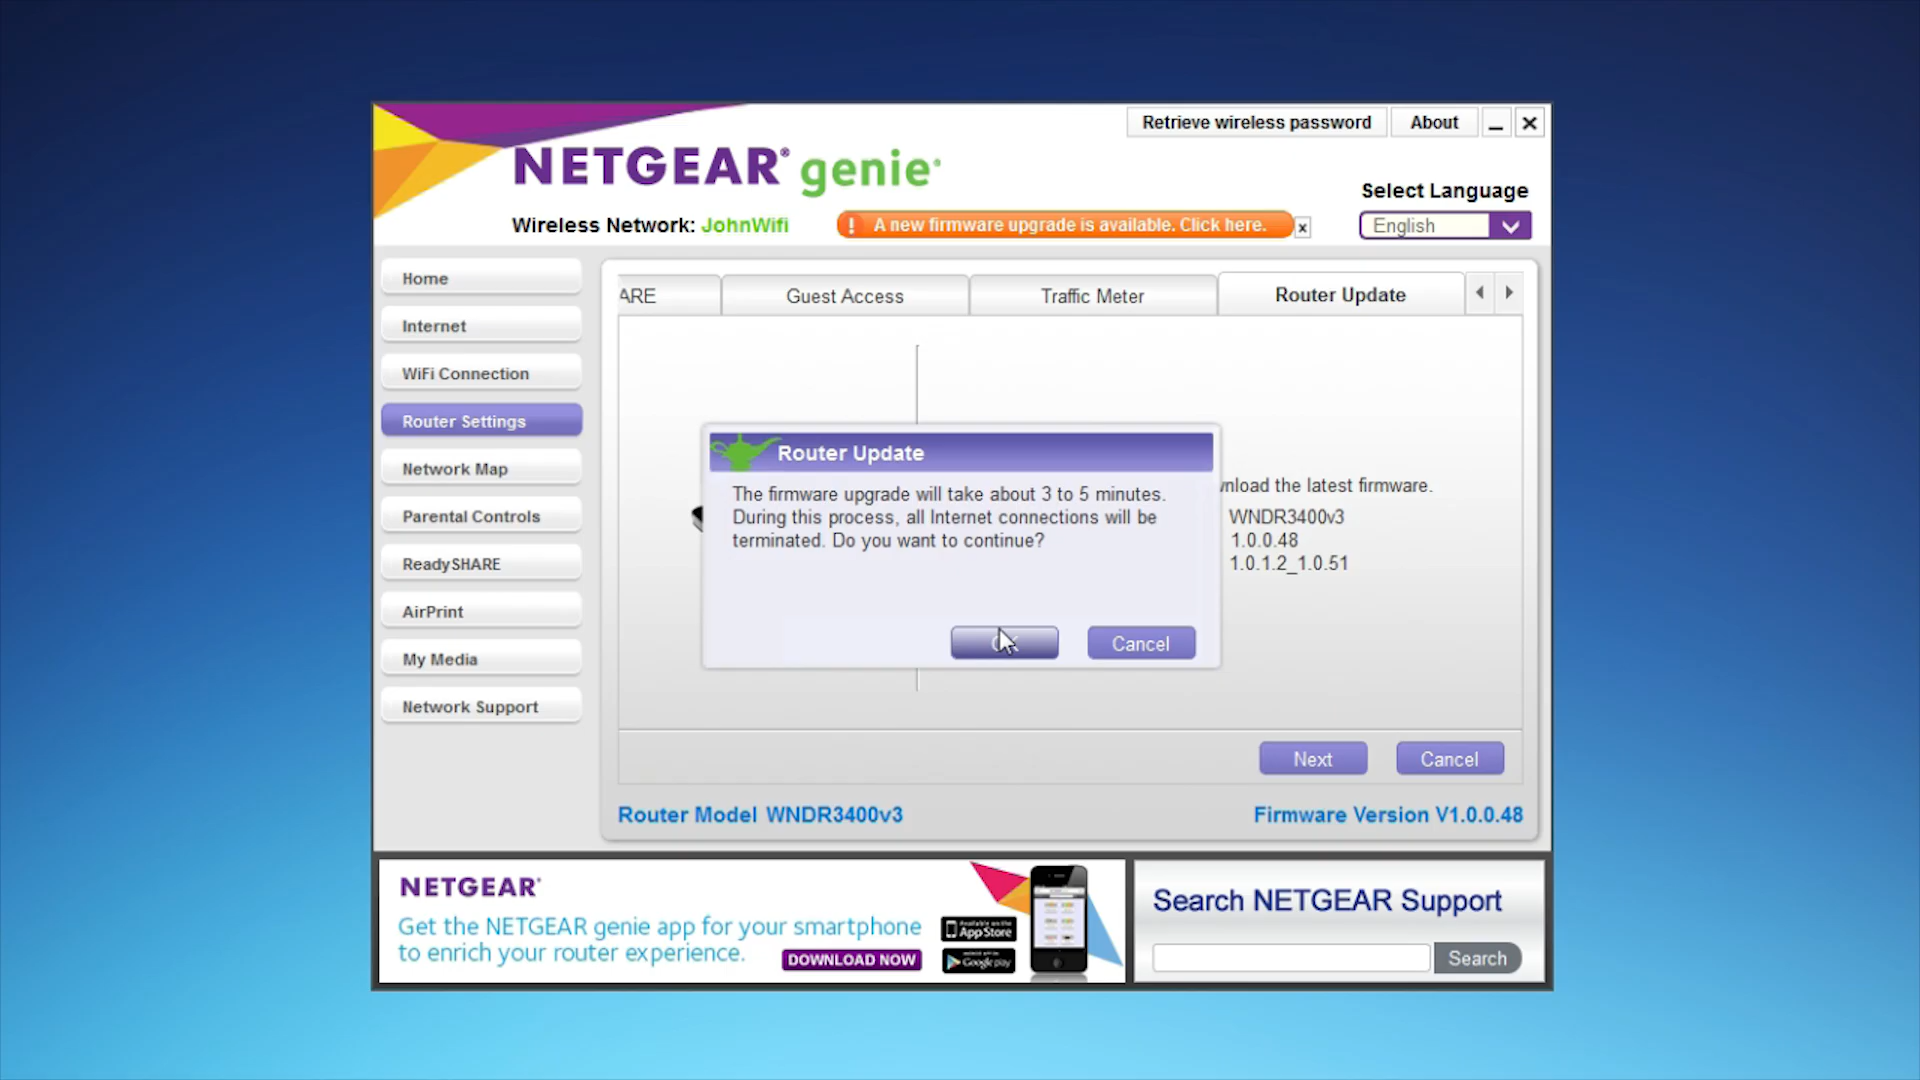 Retrieve wireless password About
NETGEAR® genie®
Select Language
Wireless Network: JohnWifi
! A new firmware upgrade is available. Click here. x
English
Home
Internet
WiFi Connection
Router Settings
Network Map
Parental Controls
ReadySHARE
AirPrint
My Media
Network Support
ARE Guest Access Traffic Meter Router Update
Router Update
The firmware upgrade will take about 3 to 5 minutes.
During this process, all Internet connections will be
terminated. Do you want to continue?
Cancel
nload the latest firmware.
WNDR3400v3
1.0.0.48
1.0.1.2_1.0.51
Next Cancel
Router Model WNDR3400v3 Firmware Version V1.0.0.48
NETGEAR®
Get the NETGEAR genie app for your smartphone
to enrich your router experience. DOWNLOAD NOW
Available on the
App Store
Google play
Search NETGEAR Support
Search